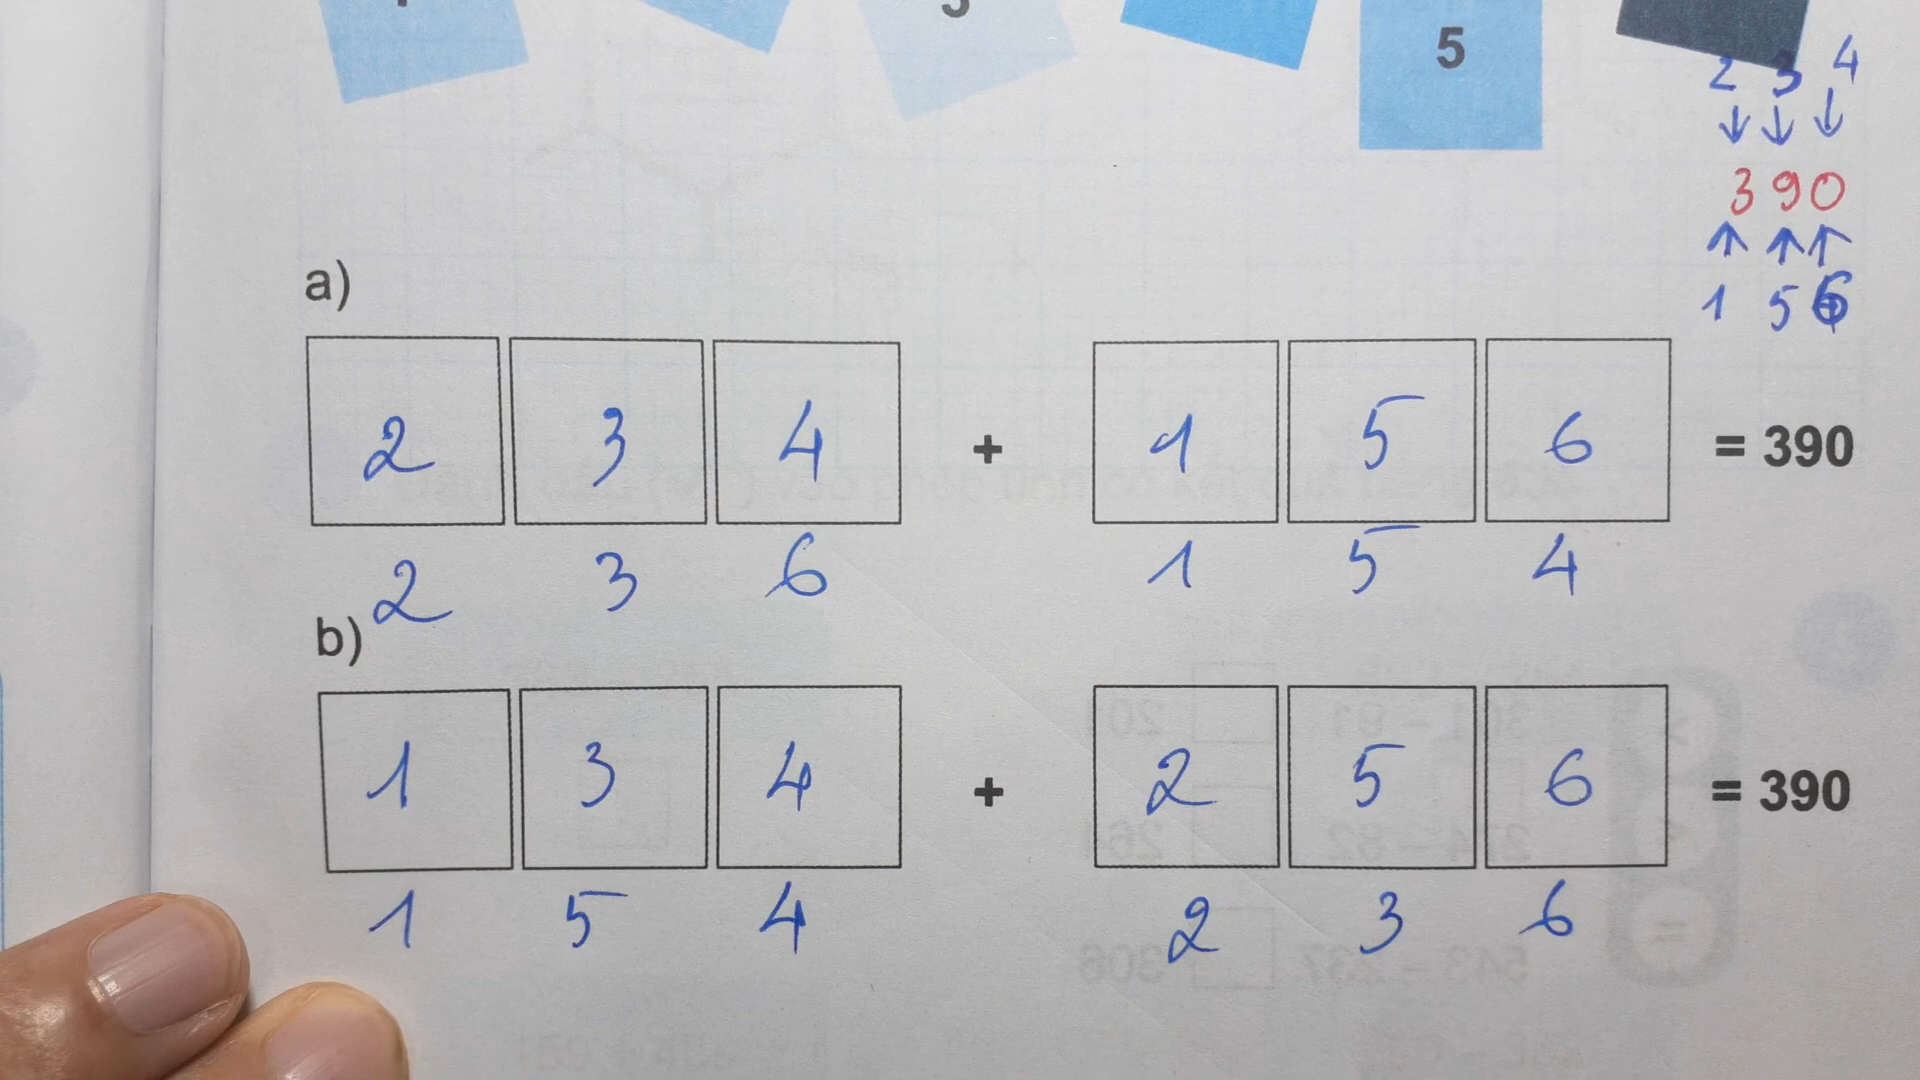 5
2 3 4
↓ ↓ ↓
3 9 0
↑ ↑ ↑
1 5 6
a)
2 3 4 + 1 5 6 = 390
2 3 6 1 5 4
b)
1 3 4 + 2 5 6 = 390
1 5 4 2 3 6